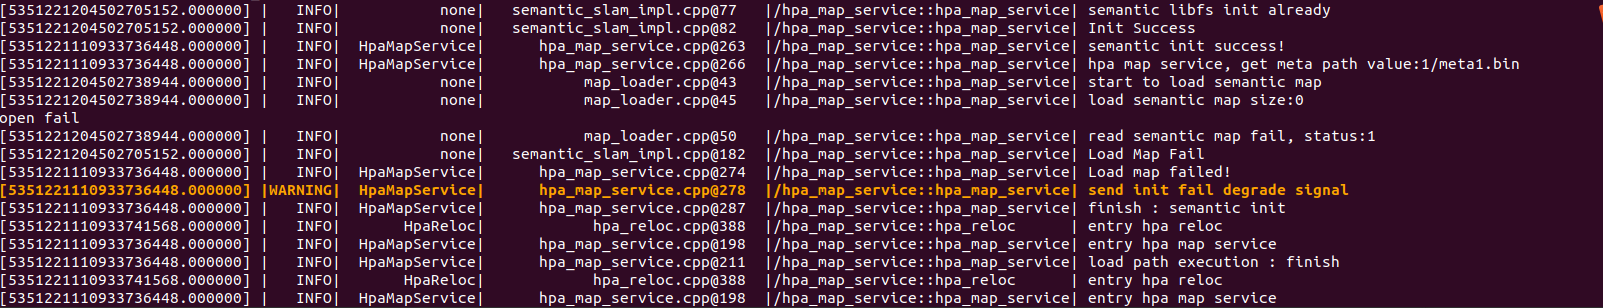 [5351221204502705152.000000] | INFO| none| semantic_slam_impl.cpp@77 |/hpa_map_service::hpa_map_service| semantic libfs init already
[5351221204502705152.000000] | INFO| none| semantic_slam_impl.cpp@82 |/hpa_map_service::hpa_map_service| Init Success
[5351221110933736448.000000] | INFO| HpaMapService| hpa_map_service.cpp@263 |/hpa_map_service::hpa_map_service| semantic init success!
[5351221110933736448.000000] | INFO| HpaMapService| hpa_map_service.cpp@266 |/hpa_map_service::hpa_map_service| hpa map service, get meta path value:1/meta1.bin
[5351221204502738944.000000] | INFO| none| map_loader.cpp@43 |/hpa_map_service::hpa_map_service| start to load semantic map
[5351221204502738944.000000] | INFO| none| map_loader.cpp@45 |/hpa_map_service::hpa_map_service| load semantic map size:0
open fail
[5351221204502738944.000000] | INFO| none| map_loader.cpp@50 |/hpa_map_service::hpa_map_service| read semantic map fail, status:1
[5351221204502705152.000000] | INFO| none| semantic_slam_impl.cpp@182 |/hpa_map_service::hpa_map_service| Load Map Fail
[5351221110933736448.000000] | INFO| HpaMapService| hpa_map_service.cpp@274 |/hpa_map_service::hpa_map_service| Load map failed!
[5351221110933736448.000000] |WARNING| HpaMapService| hpa_map_service.cpp@278 |/hpa_map_service::hpa_map_service| send init fail degrade signal
[5351221110933736448.000000] | INFO| HpaMapService| hpa_map_service.cpp@287 |/hpa_map_service::hpa_map_service| finish : semantic init
[5351221110933741568.000000] | INFO| HpaReloc| hpa_reloc.cpp@388 |/hpa_map_service::hpa_reloc | entry hpa reloc
[5351221110933736448.000000] | INFO| HpaMapService| hpa_map_service.cpp@198 |/hpa_map_service::hpa_map_service| entry hpa map service
[5351221110933736448.000000] | INFO| HpaMapService| hpa_map_service.cpp@211 |/hpa_map_service::hpa_map_service| load path execution : finish
[5351221110933741568.000000] | INFO| HpaReloc| hpa_reloc.cpp@388 |/hpa_map_service::hpa_reloc | entry hpa reloc
[5351221110933736448.000000] | INFO| HpaMapService| hpa_map_service.cpp@198 |/hpa_map_service::hpa_map_service| entry hpa map service